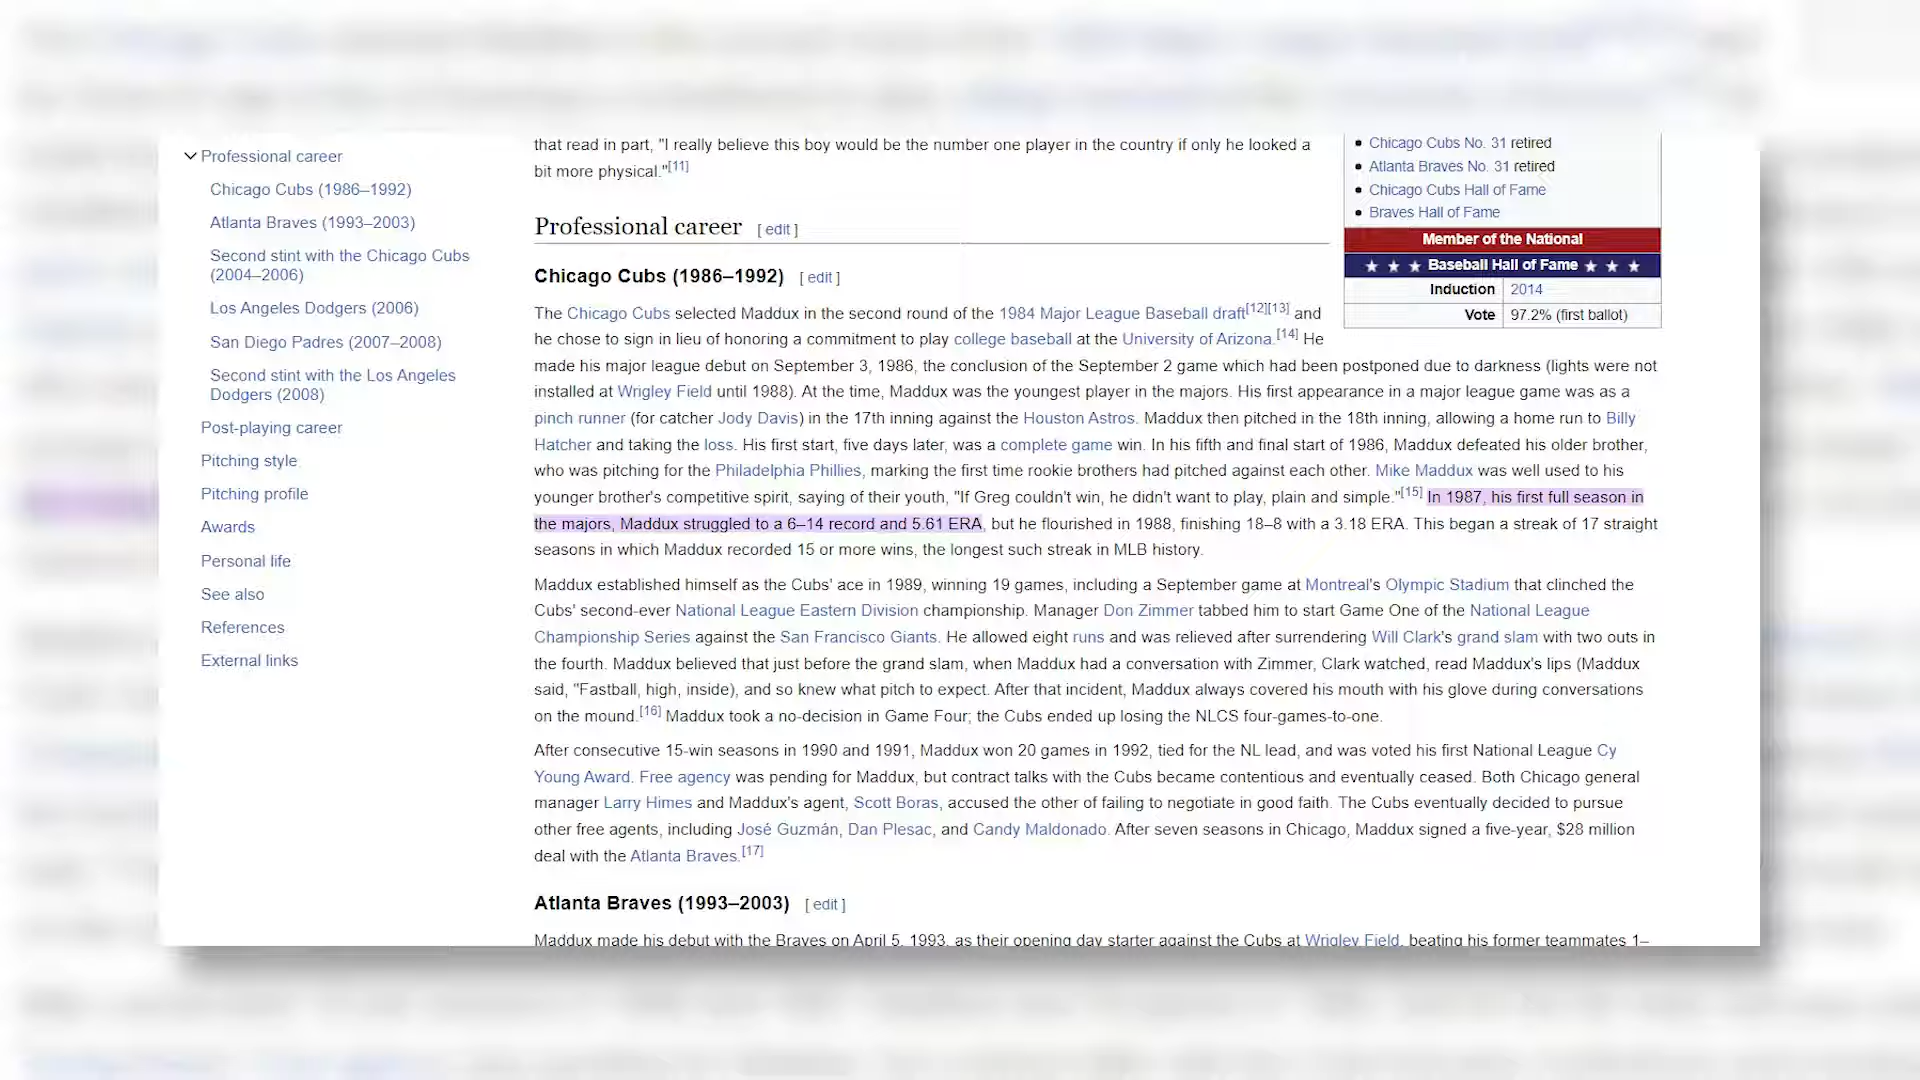 Professional career
Chicago Cubs (1986–1992)
Atlanta Braves (1993–2003)
Second stint with the Chicago Cubs
(2004–2006)
Los Angeles Dodgers (2006)
San Diego Padres (2007–2008)
Second stint with the Los Angeles
Dodgers (2008)
Post-playing career
Pitching style
Pitching profile
Awards
Personal life
See also
References
External links
that read in part, "I really believe this boy would be the number one player in the country if only he looked a
bit more physical."[11]
Professional career [ edit ]
Chicago Cubs (1986–1992) [ edit ]
The Chicago Cubs selected Maddux in the second round of the 1984 Major League Baseball draft[12][13] and
he chose to sign in lieu of honoring a commitment to play college baseball at the University of Arizona.[14] He
made his major league debut on September 3, 1986, the conclusion of the September 2 game which had been postponed due to darkness (lights were not
installed at Wrigley Field until 1988). At the time, Maddux was the youngest player in the majors. His first appearance in a major league game was as a
pinch runner (for catcher Jody Davis) in the 17th inning against the Houston Astros. Maddux then pitched in the 18th inning, allowing a home run to Billy
Hatcher and taking the loss. His first start, five days later, was a complete game win. In his fifth and final start of 1986, Maddux defeated his older brother,
who was pitching for the Philadelphia Phillies, marking the first time rookie brothers had pitched against each other. Mike Maddux was well used to his
younger brother's competitive spirit, saying of their youth, "If Greg couldn't win, he didn't want to play, plain and simple."[15] In 1987, his first full season in
the majors, Maddux struggled to a 6–14 record and 5.61 ERA, but he flourished in 1988, finishing 18–8 with a 3.18 ERA. This began a streak of 17 straight
seasons in which Maddux recorded 15 or more wins, the longest such streak in MLB history.
Maddux established himself as the Cubs' ace in 1989, winning 19 games, including a September game at Montreal's Olympic Stadium that clinched the
Cubs' second-ever National League Eastern Division championship. Manager Don Zimmer tabbed him to start Game One of the National League
Championship Series against the San Francisco Giants. He allowed eight runs and was relieved after surrendering Will Clark's grand slam with two outs in
the fourth. Maddux believed that just before the grand slam, when Maddux had a conversation with Zimmer, Clark watched, read Maddux's lips (Maddux
said, "Fastball, high, inside), and so knew what pitch to expect. After that incident, Maddux always covered his mouth with his glove during conversations
on the mound.[16] Maddux took a no-decision in Game Four; the Cubs ended up losing the NLCS four-games-to-one.
After consecutive 15-win seasons in 1990 and 1991, Maddux won 20 games in 1992, tied for the NL lead, and was voted his first National League Cy
Young Award. Free agency was pending for Maddux, but contract talks with the Cubs became contentious and eventually ceased. Both Chicago general
manager Larry Himes and Maddux's agent, Scott Boras, accused the other of failing to negotiate in good faith. The Cubs eventually decided to pursue
other free agents, including José Guzmán, Dan Plesac, and Candy Maldonado. After seven seasons in Chicago, Maddux signed a five-year, $28 million
deal with the Atlanta Braves.[17]
Atlanta Braves (1993–2003) [ edit ]
Maddux made his debut with the Braves on April 5, 1993, as their opening day starter against the Cubs at Wrigley Field, beating his former teammates 1–
Chicago Cubs No. 31 retired
Atlanta Braves No. 31 retired
Chicago Cubs Hall of Fame
Braves Hall of Fame
Member of the National
Baseball Hall of Fame
Induction 2014
Vote 97.2% (first ballot)